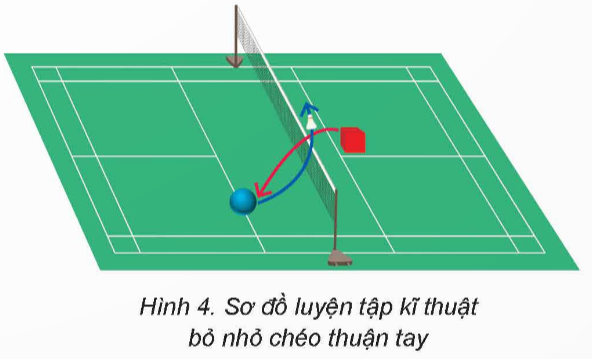 Hình 4. Sơ đồ luyện tập kĩ thuật
bỏ nhỏ chéo thuận tay